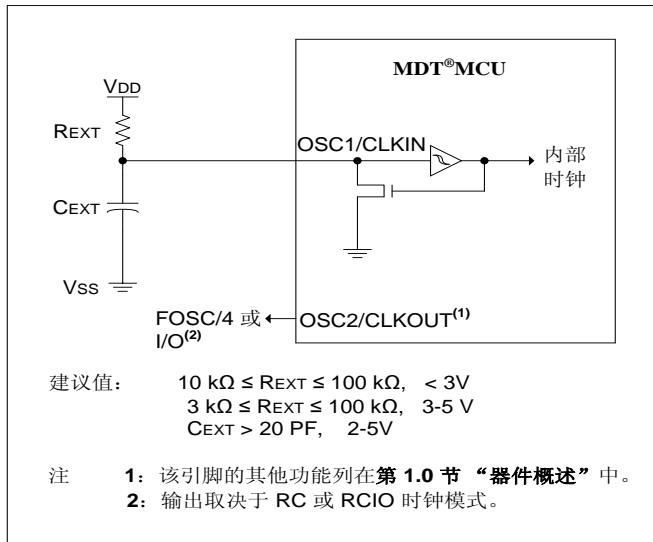 MDT®MCU
VDD
REXT
OSC1/CLKIN
内部
时钟
CEXT
VSS
FOSC/4 或
I/O(2)
OSC2/CLKOUT(1)
建议值: 10 kΩ ≤ REXT ≤ 100 kΩ, < 3V
3 kΩ ≤ REXT ≤ 100 kΩ, 3-5 V
CEXT > 20 PF, 2-5V
注 1: 该引脚的其他功能列在第 1.0 节 “器件概述”中。
2: 输出取决于 RC 或 RCIO 时钟模式。